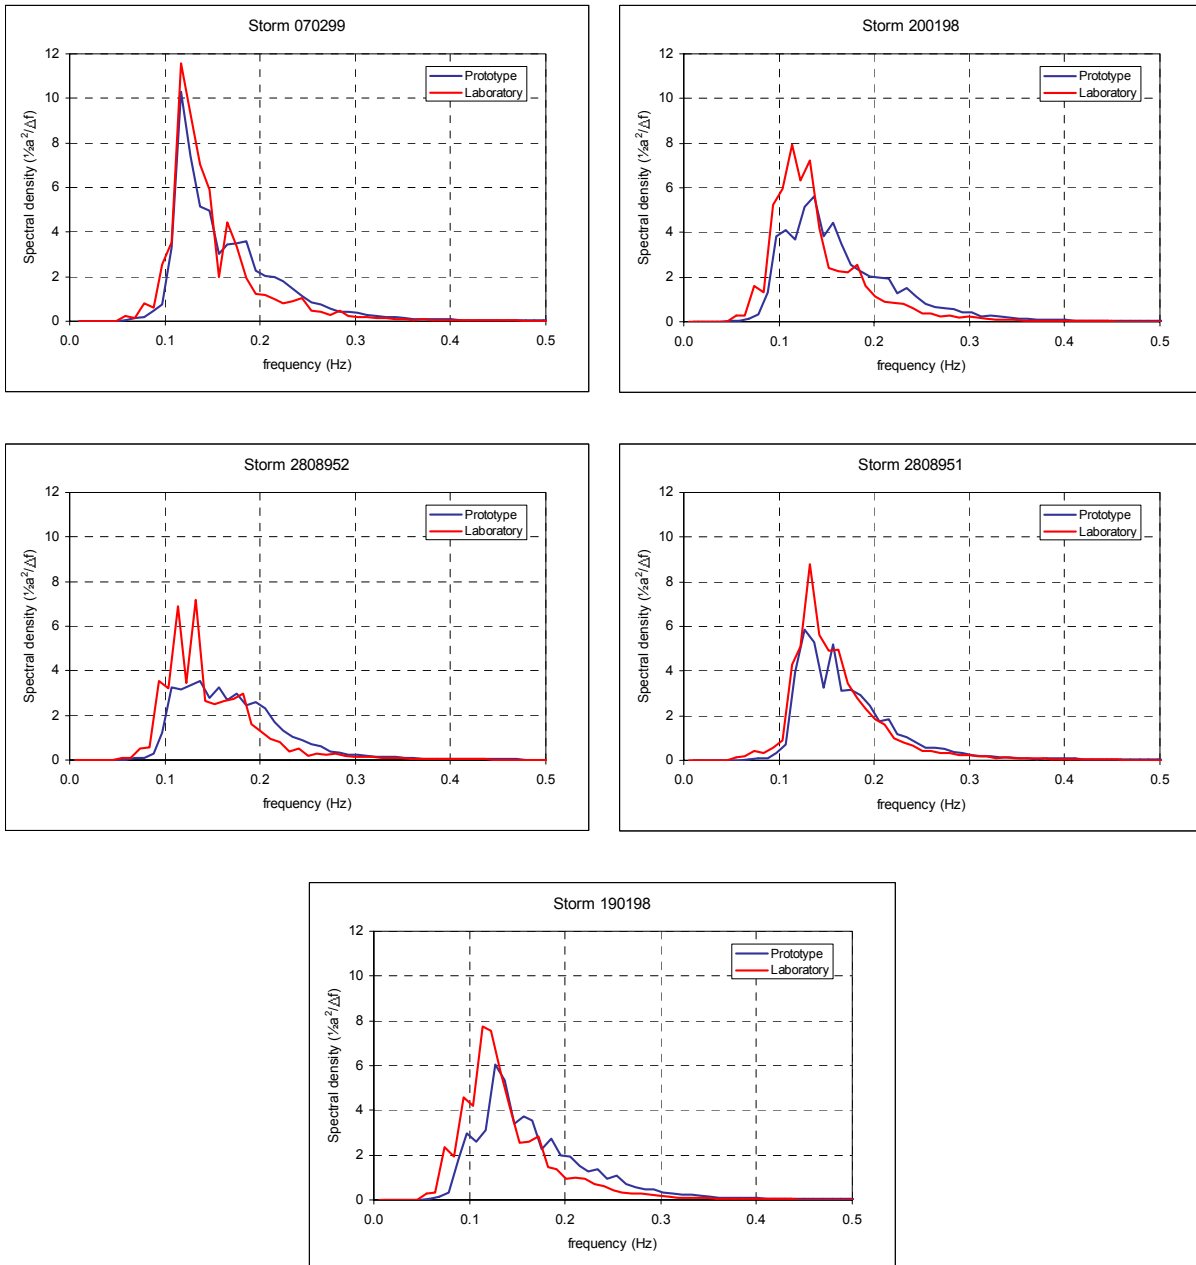 Storm 070299
12
10
8
6
4
2
0
0.0 0.1 0.2 0.3 0.4 0.5
Spectral density (½a²/Δf)
frequency (Hz)
Prototype
Laboratory
Storm 200198
12
10
8
6
4
2
0
0.0 0.1 0.2 0.3 0.4 0.5
Spectral density (½a²/Δf)
frequency (Hz)
Prototype
Laboratory
Storm 2808952
12
10
8
6
4
2
0
0.0 0.1 0.2 0.3 0.4 0.5
Spectral density (½a²/Δf)
frequency (Hz)
Prototype
Laboratory
Storm 2808951
12
10
8
6
4
2
0
0.0 0.1 0.2 0.3 0.4 0.5
Spectral density (½a²/Δf)
frequency (Hz)
Prototype
Laboratory
Storm 190198
12
10
8
6
4
2
0
0.0 0.1 0.2 0.3 0.4 0.5
Spectral density (½a²/Δf)
frequency (Hz)
Prototype
Laboratory